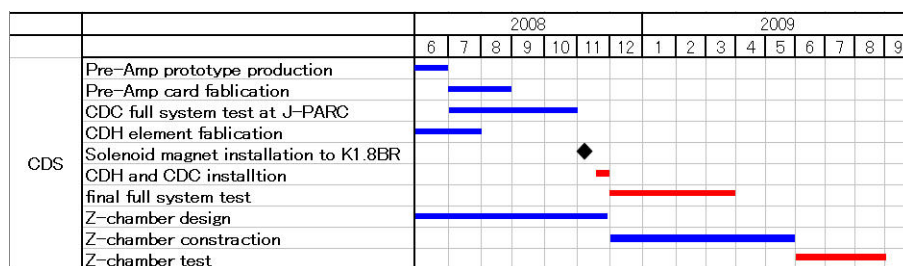 2008 2009
6 7 8 9 10 11 12 1 2 3 4 5 6 7 8 9
Pre-Amp prototype production
Pre-Amp card fablication
CDC full system test at J-PARC
CDH element fablication
CDS Solenoid magnet installation to K1.8BR
CDH and CDC installtion
final full system test
Z-chamber design
Z-chamber constraction
Z-chamber test